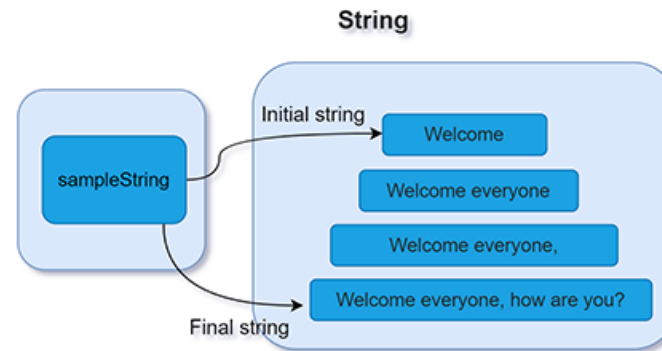 String
Initial string
Welcome
sampleString
Welcome everyone
Welcome everyone,
Welcome everyone, how are you?
Final string